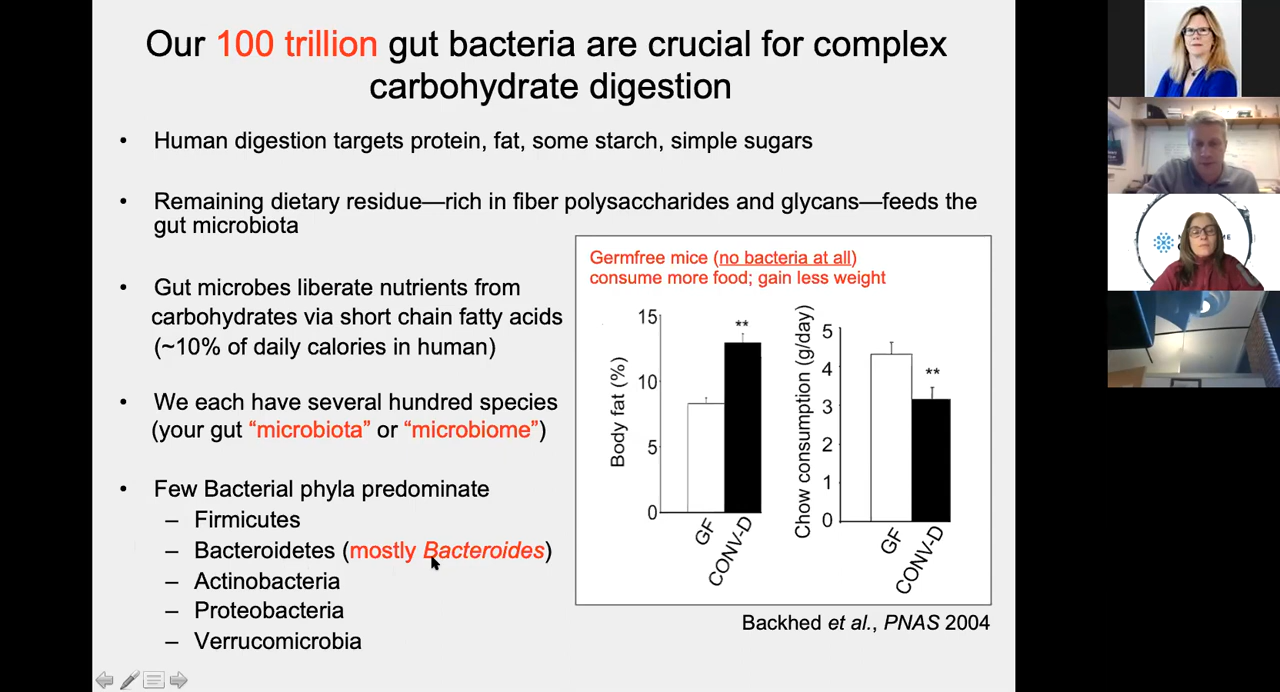 Our 100 trillion gut bacteria are crucial for complex
carbohydrate digestion
• Human digestion targets protein, fat, some starch, simple sugars
• Remaining dietary residue—rich in fiber polysaccharides and glycans—feeds the
gut microbiota
• Gut microbes liberate nutrients from
carbohydrates via short chain fatty acids
(~10% of daily calories in human)
• We each have several hundred species
(your gut “microbiota” or “microbiome”)
• Few Bacterial phyla predominate
– Firmicutes
– Bacteroidetes (mostly Bacteroides)
– Actinobacteria
– Proteobacteria
– Verrucomicrobia
Germfree mice (no bacteria at all)
consume more food; gain less weight
Body fat (%)
15
10
5
0
**
GF
CONV-D
Chow consumption (g/day)
5
4
3
2
1
0
**
GF
CONV-D
Backhed et al., PNAS 2004